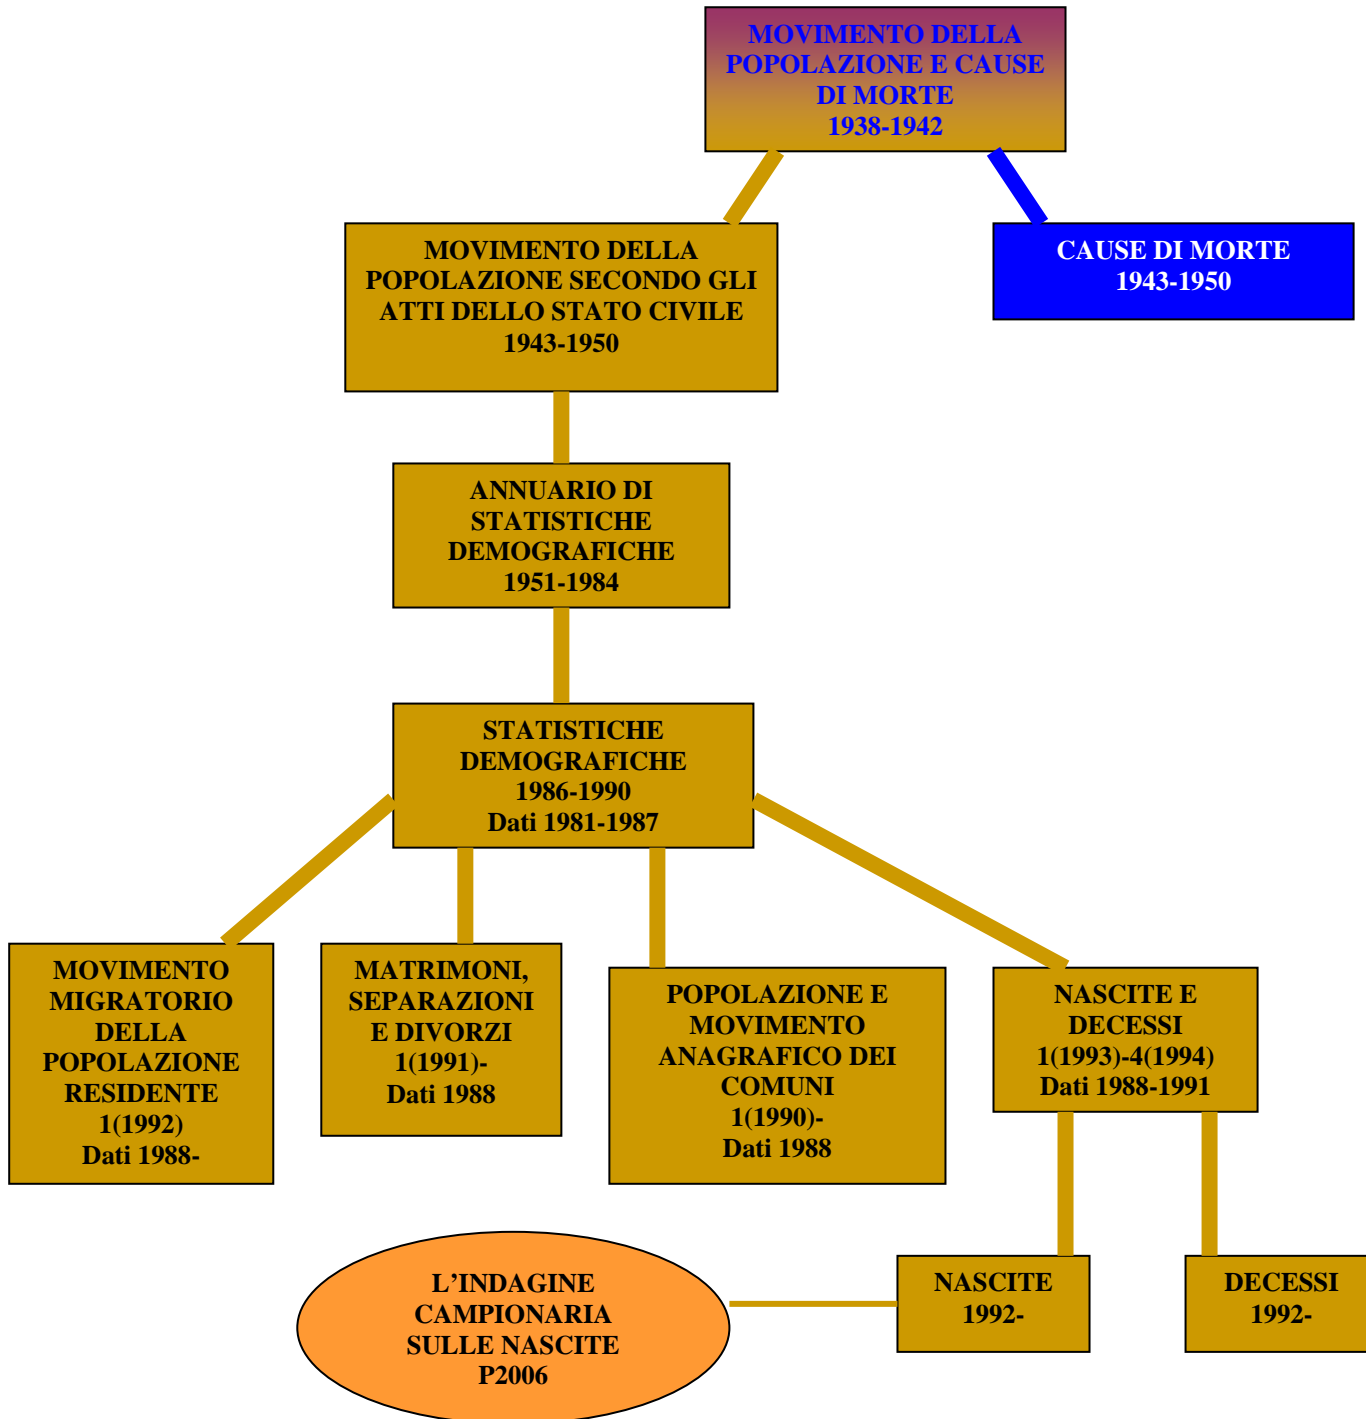 MOVIMENTO DELLA
POPOLAZIONE E CAUSE
DI MORTE
1938-1942
MOVIMENTO DELLA
POPOLAZIONE SECONDO GLI
ATTI DELLO STATO CIVILE
1943-1950
CAUSE DI MORTE
1943-1950
ANNUARIO DI
STATISTICHE
DEMOGRAFICHE
1951-1984
STATISTICHE
DEMOGRAFICHE
1986-1990
Dati 1981-1987
MOVIMENTO
MIGRATORIO
DELLA
POPOLAZIONE
RESIDENTE
1(1992)
Dati 1988-
MATRIMONI,
SEPARAZIONI
E DIVORZI
1(1991)-
Dati 1988
POPOLAZIONE E
MOVIMENTO
ANAGRAFICO DEI
COMUNI
1(1990)-
Dati 1988
NASCITE E
DECESSI
1(1993)-4(1994)
Dati 1988-1991
L’INDAGINE
CAMPIONARIA
SULLE NASCITE
P2006
NASCITE
1992-
DECESSI
1992-